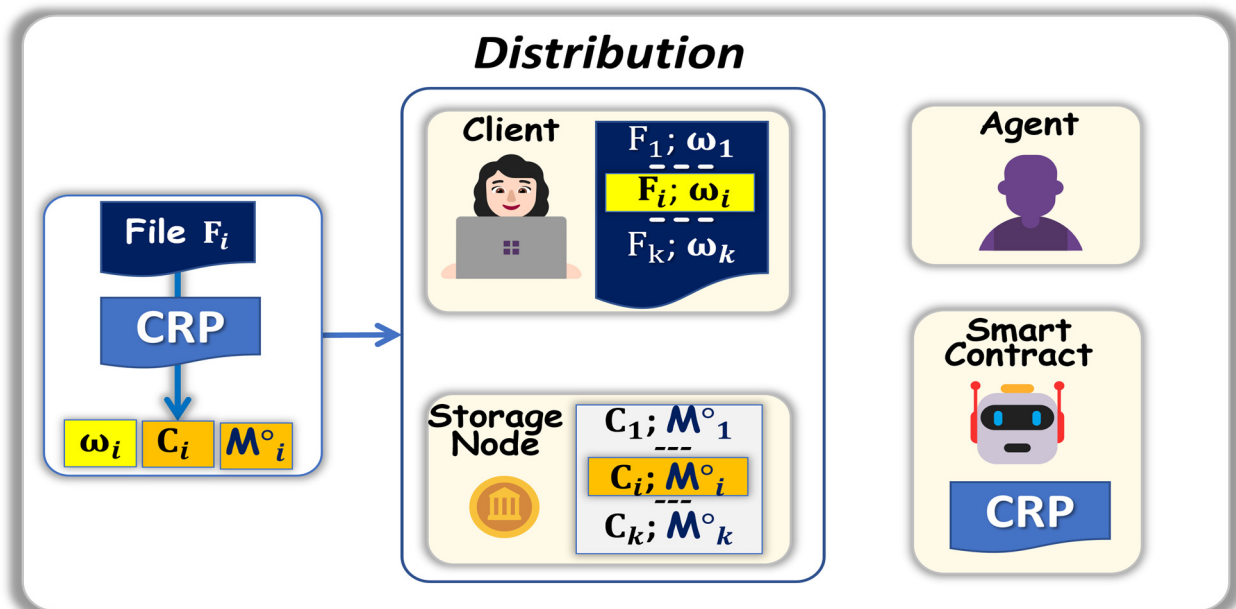 Distribution
File Fᵢ
CRP
ωᵢ
Cᵢ
M°ᵢ
Client
F₁; ω₁
---
Fᵢ; ωᵢ
---
Fₖ; ωₖ
Storage
Node
C₁; M°₁
---
Cᵢ; M°ᵢ
---
Cₖ; M°ₖ
Agent
Smart
Contract
CRP